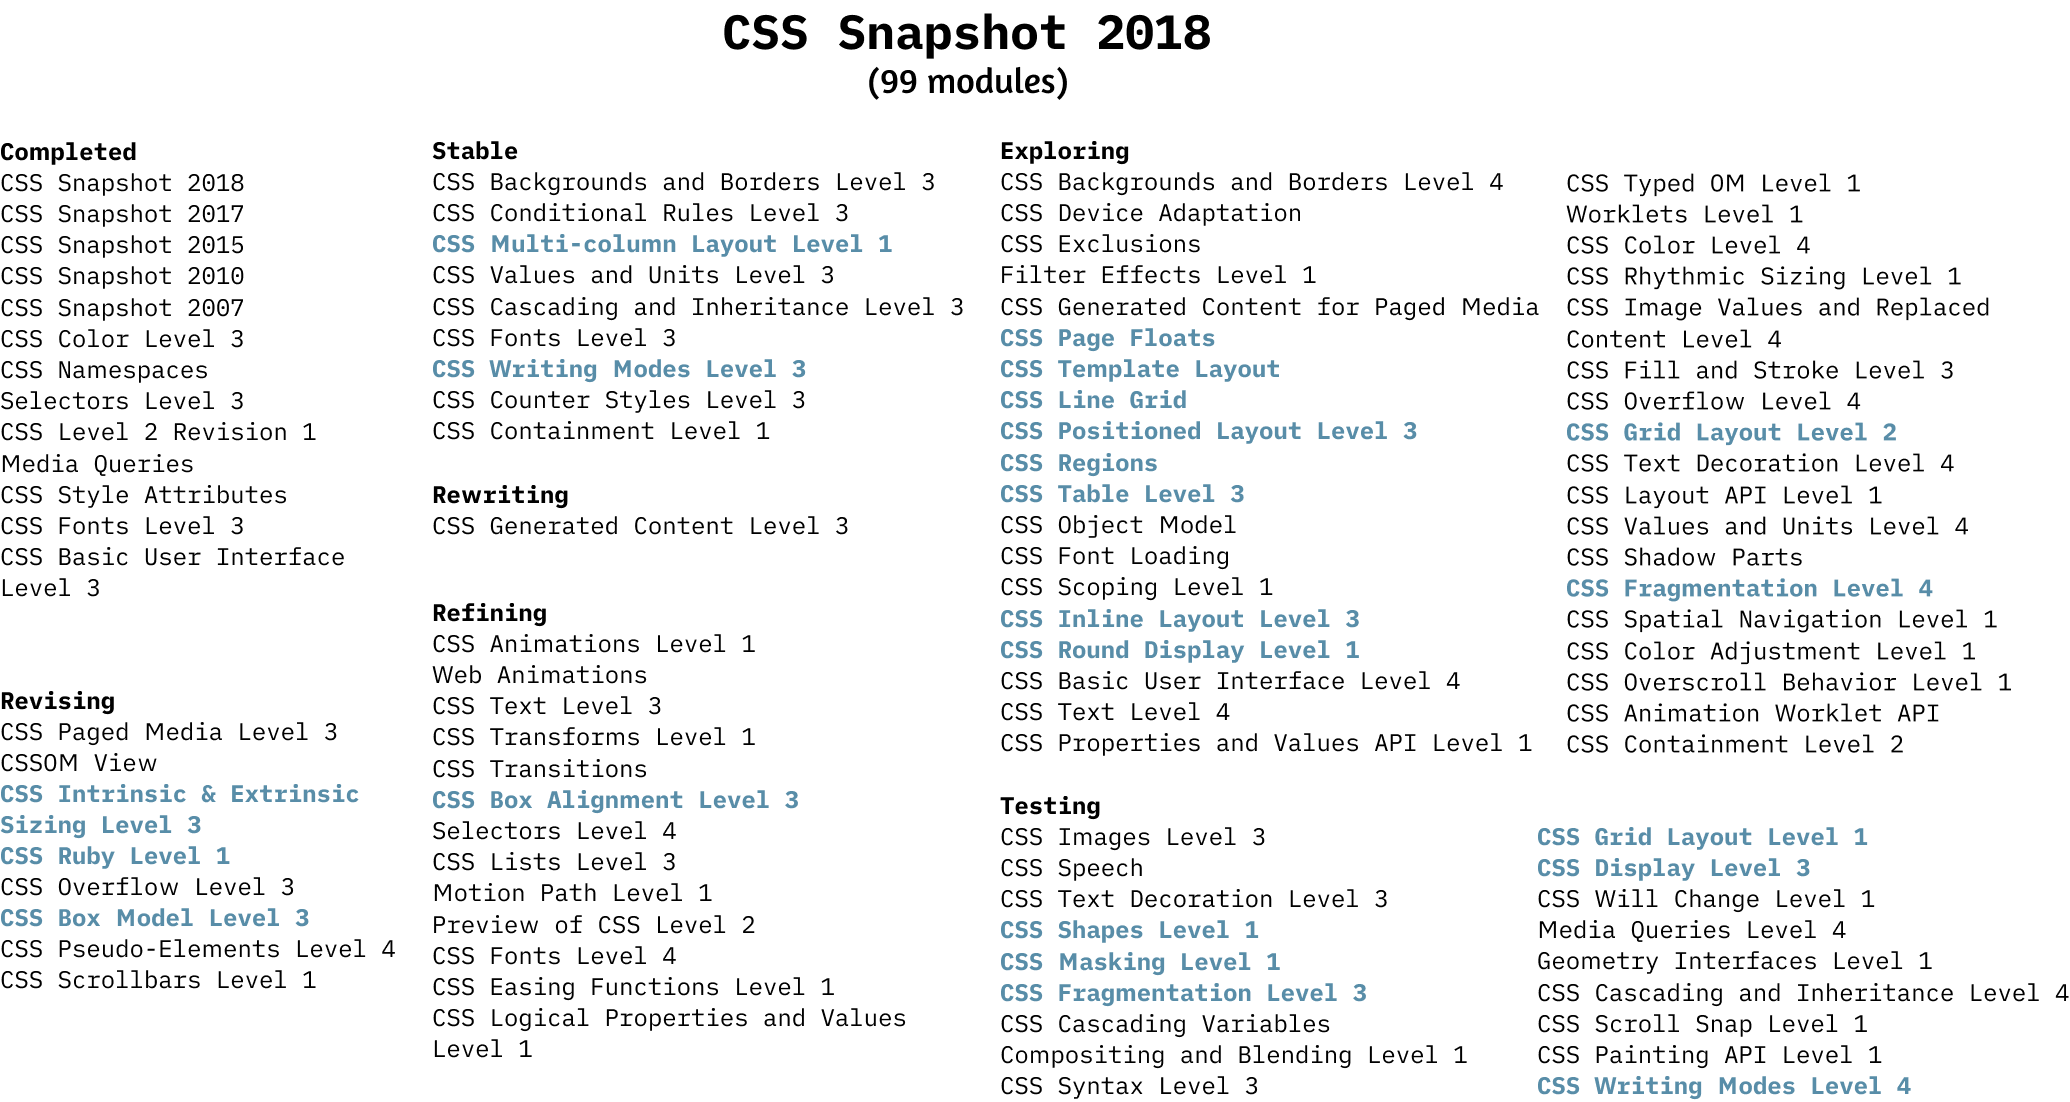 CSS Snapshot 2018
(99 modules)
Completed
CSS Snapshot 2018
CSS Snapshot 2017
CSS Snapshot 2015
CSS Snapshot 2010
CSS Snapshot 2007
CSS Color Level 3
CSS Namespaces
Selectors Level 3
CSS Level 2 Revision 1
Media Queries
CSS Style Attributes
CSS Fonts Level 3
CSS Basic User Interface
Level 3
Revising
CSS Paged Media Level 3
CSSOM View
CSS Intrinsic & Extrinsic
Sizing Level 3
CSS Ruby Level 1
CSS Overflow Level 3
CSS Box Model Level 3
CSS Pseudo-Elements Level 4
CSS Scrollbars Level 1
Stable
CSS Backgrounds and Borders Level 3
CSS Conditional Rules Level 3
CSS Multi-column Layout Level 1
CSS Values and Units Level 3
CSS Cascading and Inheritance Level 3
CSS Fonts Level 3
CSS Writing Modes Level 3
CSS Counter Styles Level 3
CSS Containment Level 1
Rewriting
CSS Generated Content Level 3
Refining
CSS Animations Level 1
Web Animations
CSS Text Level 3
CSS Transforms Level 1
CSS Transitions
CSS Box Alignment Level 3
Selectors Level 4
CSS Lists Level 3
Motion Path Level 1
Preview of CSS Level 2
CSS Fonts Level 4
CSS Easing Functions Level 1
CSS Logical Properties and Values
Level 1
Exploring
CSS Backgrounds and Borders Level 4
CSS Device Adaptation
CSS Exclusions
Filter Effects Level 1
CSS Generated Content for Paged Media
CSS Page Floats
CSS Template Layout
CSS Line Grid
CSS Positioned Layout Level 3
CSS Regions
CSS Table Level 3
CSS Object Model
CSS Font Loading
CSS Scoping Level 1
CSS Inline Layout Level 3
CSS Round Display Level 1
CSS Basic User Interface Level 4
CSS Text Level 4
CSS Properties and Values API Level 1
CSS Typed OM Level 1
Worklets Level 1
CSS Color Level 4
CSS Rhythmic Sizing Level 1
CSS Image Values and Replaced
Content Level 4
CSS Fill and Stroke Level 3
CSS Overflow Level 4
CSS Grid Layout Level 2
CSS Text Decoration Level 4
CSS Layout API Level 1
CSS Values and Units Level 4
CSS Shadow Parts
CSS Fragmentation Level 4
CSS Spatial Navigation Level 1
CSS Color Adjustment Level 1
CSS Overscroll Behavior Level 1
CSS Animation Worklet API
CSS Containment Level 2
Testing
CSS Images Level 3
CSS Speech
CSS Text Decoration Level 3
CSS Shapes Level 1
CSS Masking Level 1
CSS Fragmentation Level 3
CSS Cascading Variables
Compositing and Blending Level 1
CSS Syntax Level 3
CSS Grid Layout Level 1
CSS Display Level 3
CSS Will Change Level 1
Media Queries Level 4
Geometry Interfaces Level 1
CSS Cascading and Inheritance Level 4
CSS Scroll Snap Level 1
CSS Painting API Level 1
CSS Writing Modes Level 4